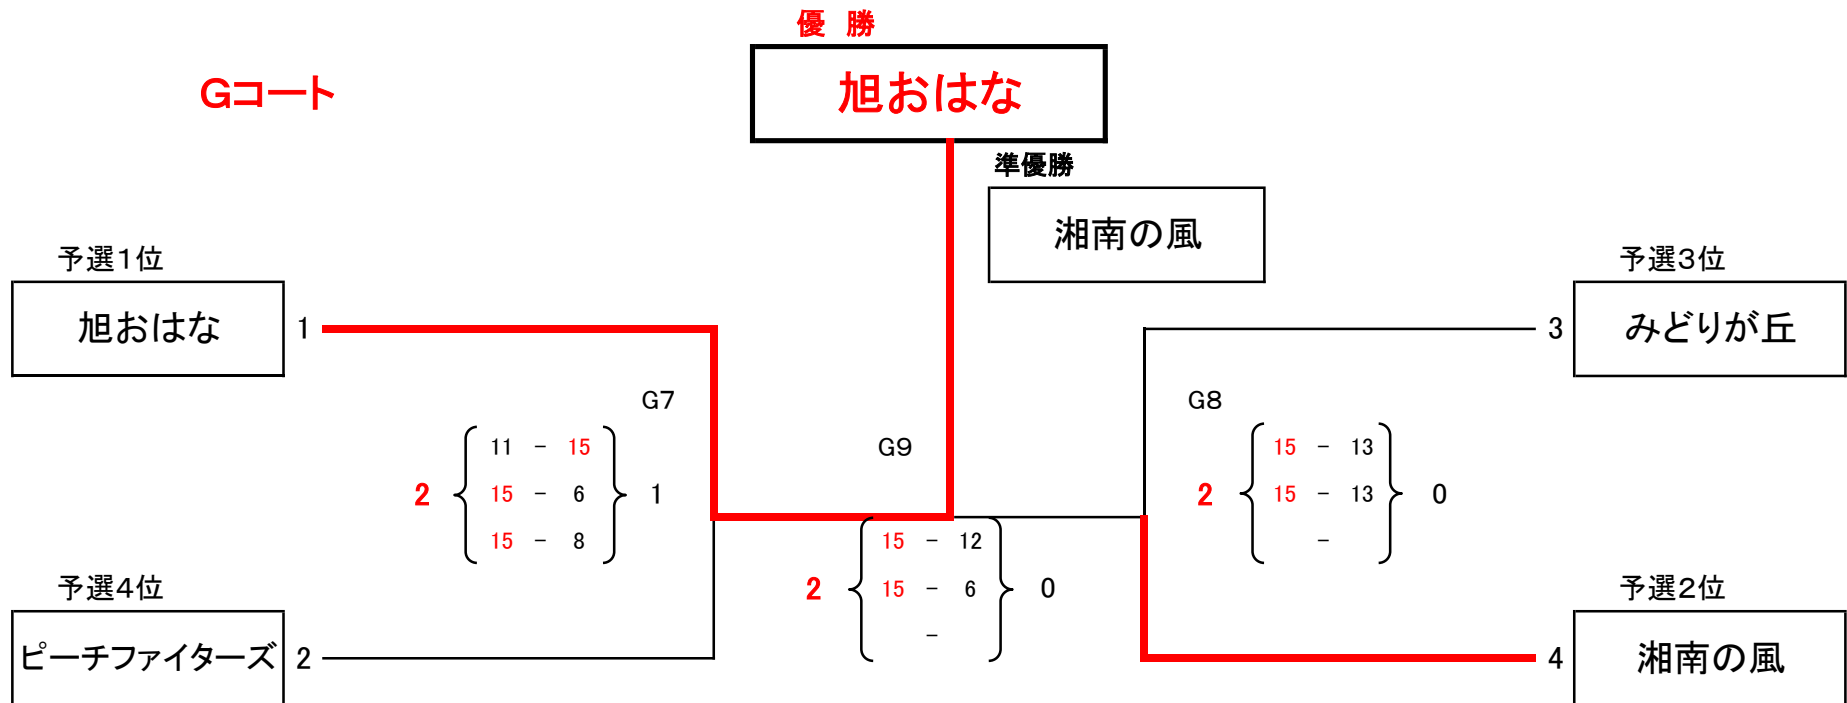 優 勝
Gコート
旭おはな
準優勝
湘南の風
予選1位
予選3位
旭おはな 1
3 みどりが丘
G7
G8
11 - 15
15 - 13
G9
2 15 - 6 1
2 15 - 13 0
15 - 8
-
15 - 12
2 15 - 6 0
-
予選4位
予選2位
ピーチファイターズ 2
4 湘南の風